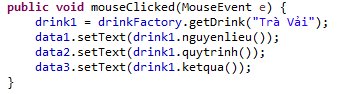 public void mouseClicked(MouseEvent e) {
drink1 = drinkFactory.getDrink("Trà Vải");
data1.setText(drink1.nguyenlieu());
data2.setText(drink1.quytrinh());
data3.setText(drink1.ketqua());
}